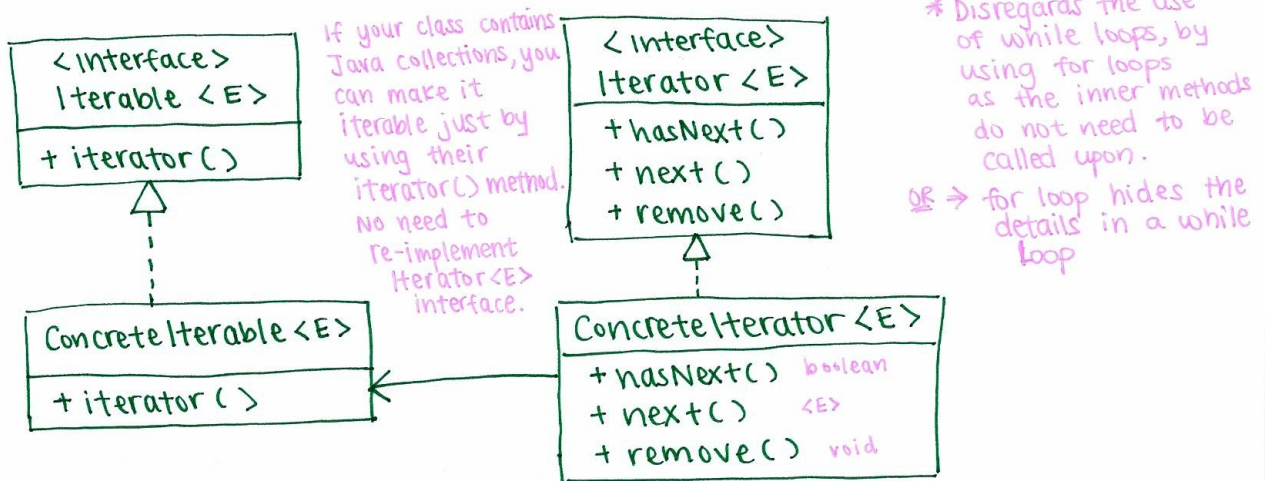 <Interface>
Iterable <E>
+ iterator()
If your class contains
Java collections, you
can make it
iterable just by
using their
iterator() method.
No need to
re-implement
Iterator<E>
interface.
<Interface>
Iterator <E>
+ hasNext()
+ next()
+ remove()
* Disregards the use
of while loops, by
using for loops
as the inner methods
do not need to be
called upon.
OR → for loop hides the
details in a while
loop
ConcreteIterable <E>
+ iterator()
ConcreteIterator <E>
+ hasNext() boolean
+ next() <E>
+ remove() void